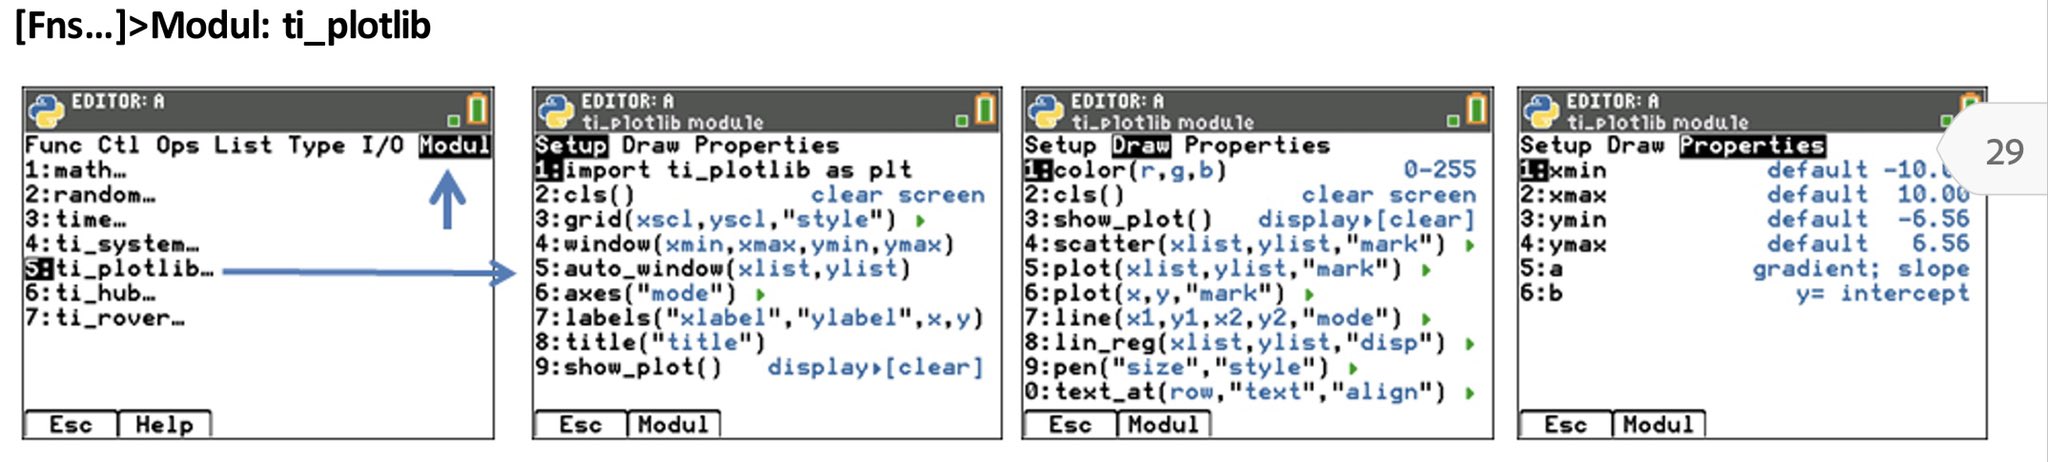 [Fns...]>Modul: ti_plotlib
EDITOR: A
Func Ctl Ops List Type I/O Modul
1:math…
2:random…
3:time…
4:ti_system…
5:ti_plotlib…
6:ti_hub…
7:ti_rover…
Esc Help
EDITOR: A
ti_plotlib module
Setup Draw Properties
1:import ti_plotlib as plt
2:cls() clear screen
3:grid(xscl,yscl,"style") ▸
4:window(xmin,xmax,ymin,ymax)
5:auto_window(xlist,ylist)
6:axes("mode") ▸
7:labels("xlabel","ylabel",x,y)
8:title("title")
9:show_plot() display▸[clear]
Esc Modul
EDITOR: A
ti_plotlib module
Setup Draw Properties
1:color(r,g,b) 0-255
2:cls() clear screen
3:show_plot() display▸[clear]
4:scatter(xlist,ylist,"mark") ▸
5:plot(xlist,ylist,"mark") ▸
6:plot(x,y,"mark") ▸
7:line(x1,y1,x2,y2,"mode") ▸
8:lin_reg(xlist,ylist,"disp") ▸
9:pen("size","style") ▸
0:text_at(row,"text","align") ▸
Esc Modul
EDITOR: A
ti_plotlib module
Setup Draw Properties
1:xmin default -10.00
2:xmax default 10.00
3:ymin default -6.56
4:ymax default 6.56
5:a gradient; slope
6:b y= intercept
Esc Modul
29